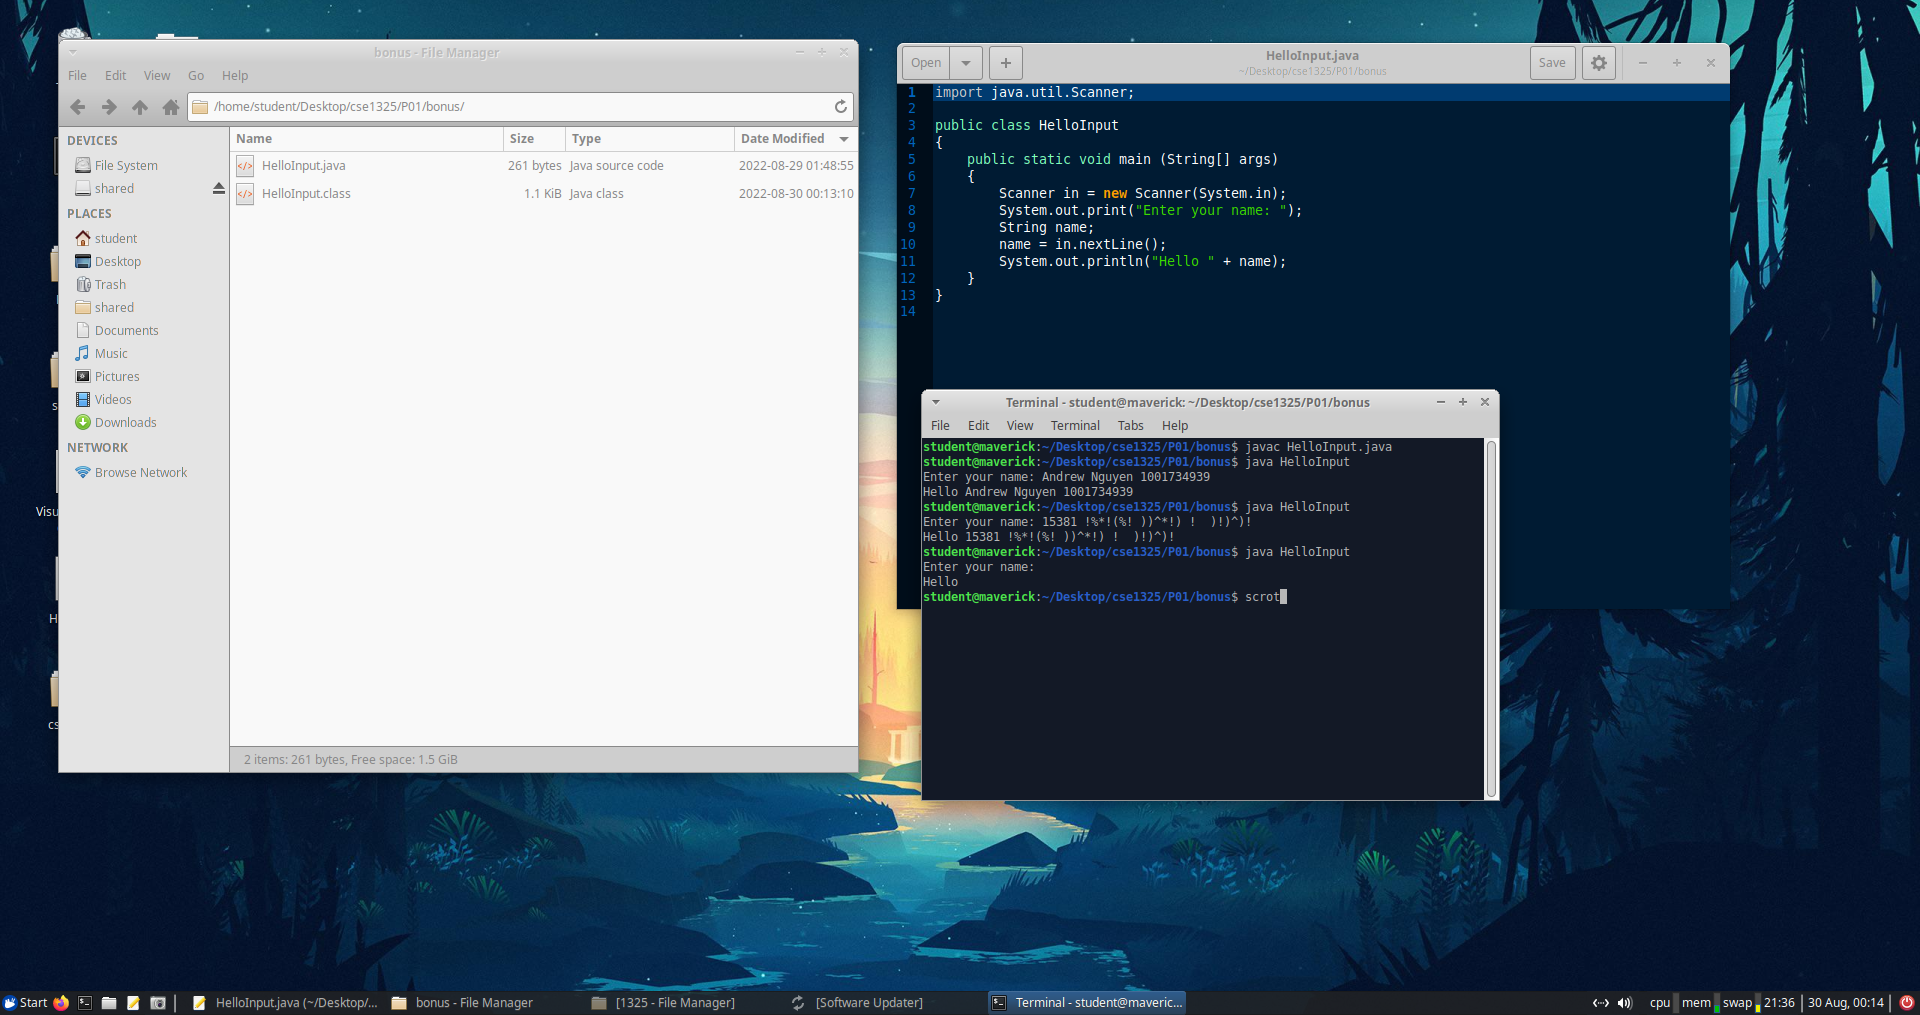 bonus - File Manager
File Edit View Go Help
/home/student/Desktop/cse1325/P01/bonus/
DEVICES
File System
shared
PLACES
student
Desktop
Trash
shared
Documents
Music
Pictures
Videos
Downloads
NETWORK
Browse Network
Name Size Type Date Modified
HelloInput.java 261 bytes Java source code 2022-08-29 01:48:55
HelloInput.class 1.1 KiB Java class 2022-08-30 00:13:10
2 items: 261 bytes, Free space: 1.5 GiB
Visu
H
cs
Open HelloInput.java Save
~/Desktop/cse1325/P01/bonus
1 import java.util.Scanner;
2
3 public class HelloInput
4 {
5     public static void main (String[] args)
6     {
7         Scanner in = new Scanner(System.in);
8         System.out.print("Enter your name: ");
9         String name;
10         name = in.nextLine();
11         System.out.println("Hello " + name);
12     }
13 }
14
Terminal - student@maverick: ~/Desktop/cse1325/P01/bonus
File Edit View Terminal Tabs Help
student@maverick:~/Desktop/cse1325/P01/bonus$ javac HelloInput.java
student@maverick:~/Desktop/cse1325/P01/bonus$ java HelloInput
Enter your name: Andrew Nguyen 1001734939
Hello Andrew Nguyen 1001734939
student@maverick:~/Desktop/cse1325/P01/bonus$ java HelloInput
Enter your name: 15381 !%*!(%! ))^*!) !  )!)^)!
Hello 15381 !%*!(%! ))^*!) !  )!)^)!
student@maverick:~/Desktop/cse1325/P01/bonus$ java HelloInput
Enter your name:
Hello
student@maverick:~/Desktop/cse1325/P01/bonus$ scrot
Start HelloInput.java (~/Desktop/... bonus - File Manager [1325 - File Manager] [Software Updater] Terminal - student@maveric... cpu mem swap 21:36 30 Aug, 00:14